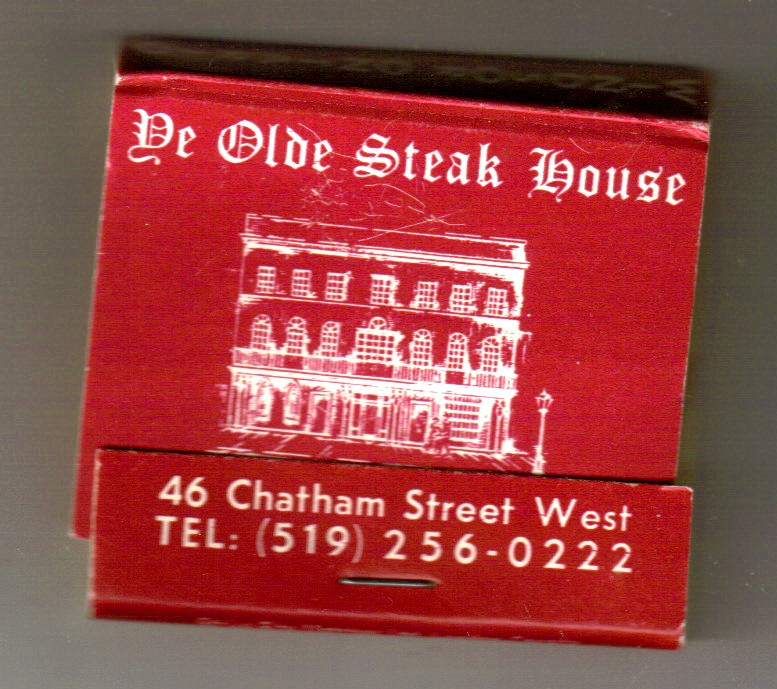 Ye Olde Steak House
46 Chatham Street West
TEL: (519) 256-0222